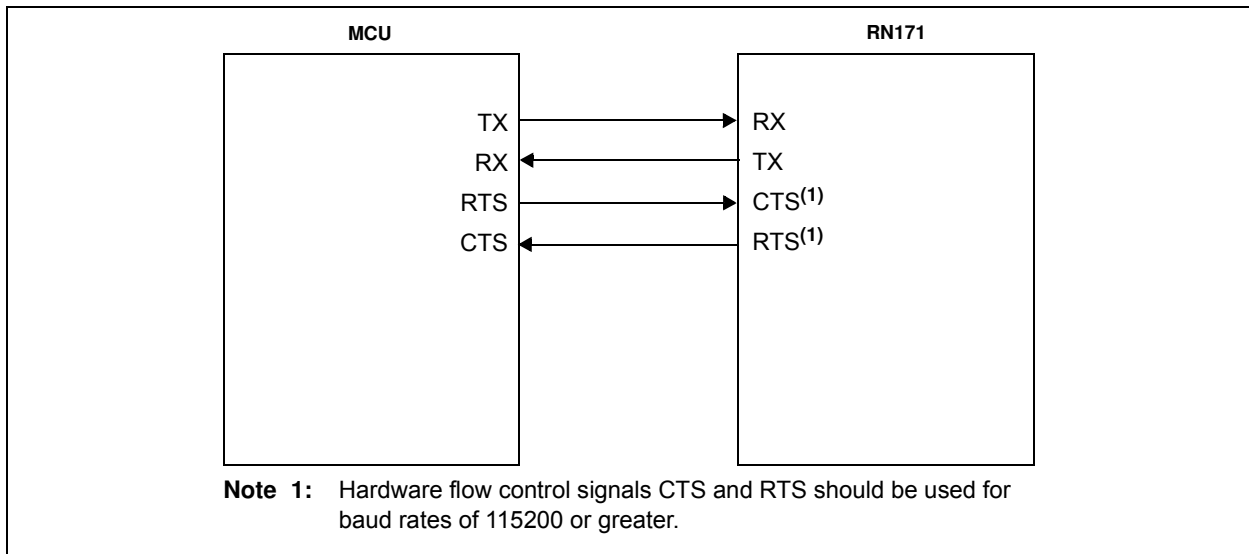 MCU
RN171
TX
RX
RX
TX
RTS
CTS(1)
CTS
RTS(1)
Note 1: Hardware flow control signals CTS and RTS should be used for
baud rates of 115200 or greater.